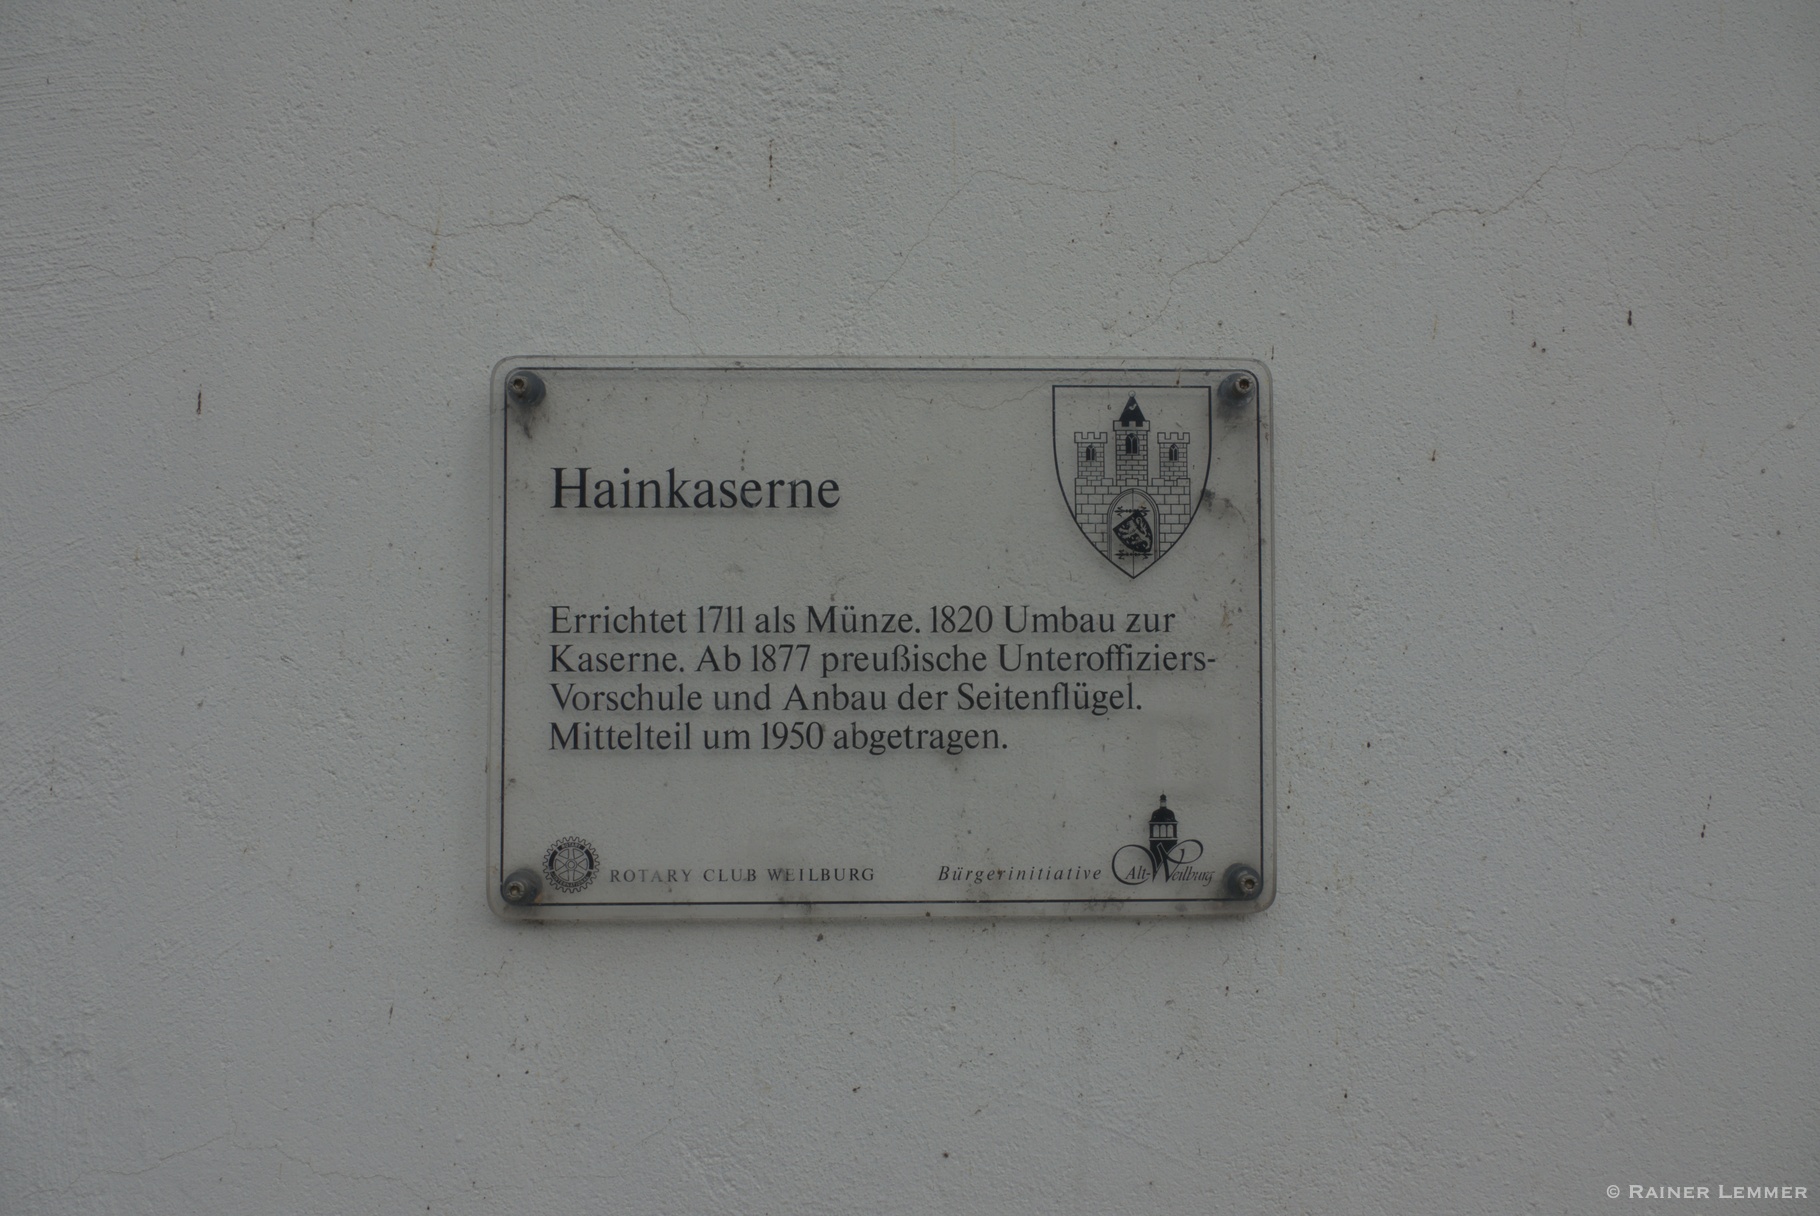 Hainkaserne
Errichtet 1711 als Münze. 1820 Umbau zur
Kaserne. Ab 1877 preußische Unteroffiziers-
Vorschule und Anbau der Seitenflügel.
Mittelteil um 1950 abgetragen.
ROTARY CLUB WEILBURG
Bürgerinitiative Alt-Weilburg
© RAINER LEMMER